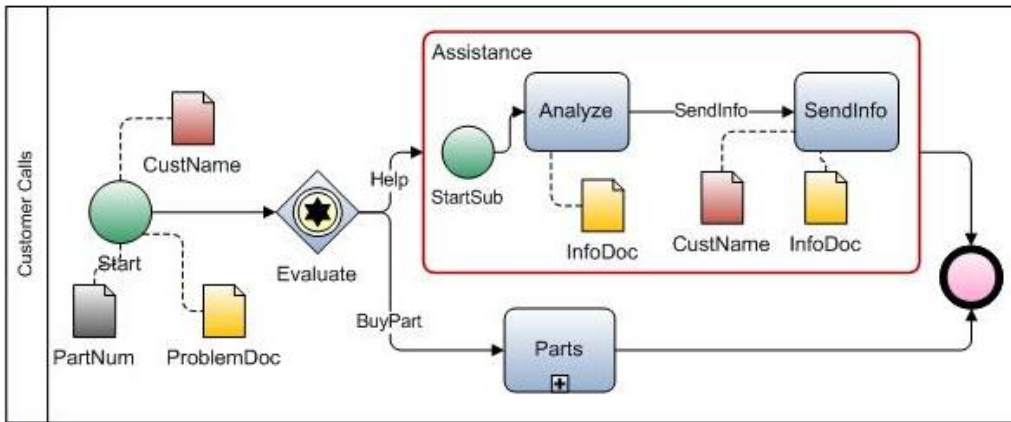 Customer Calls
Assistance
CustName
Start
PartNum
ProblemDoc
Evaluate
Help
BuyPart
StartSub
Analyze
SendInfo
SendInfo
InfoDoc
CustName
InfoDoc
Parts